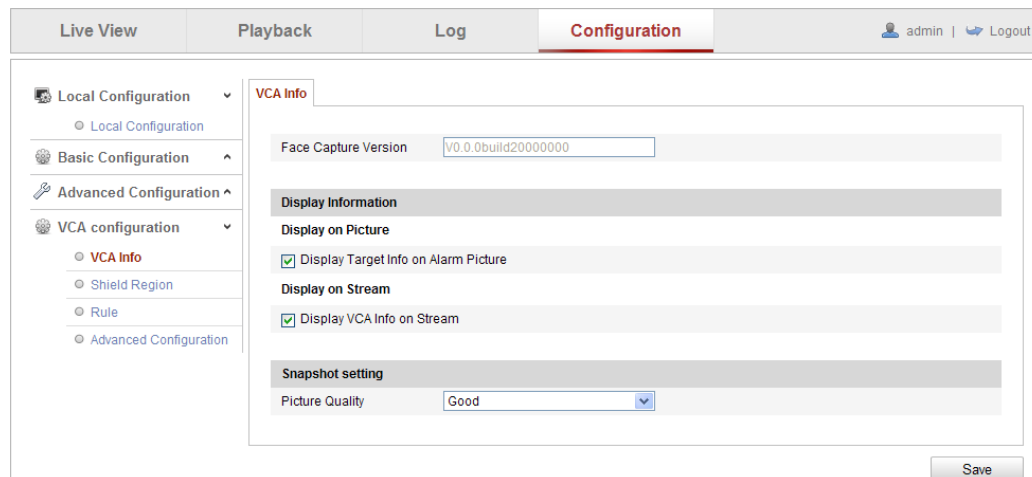 Live View Playback Log Configuration admin | Logout
Local Configuration
Local Configuration
Basic Configuration
Advanced Configuration
VCA configuration
VCA Info
Shield Region
Rule
Advanced Configuration
VCA Info
Face Capture Version V0.0.0build20000000
Display Information
Display on Picture
Display Target Info on Alarm Picture
Display on Stream
Display VCA Info on Stream
Snapshot setting
Picture Quality Good
Save